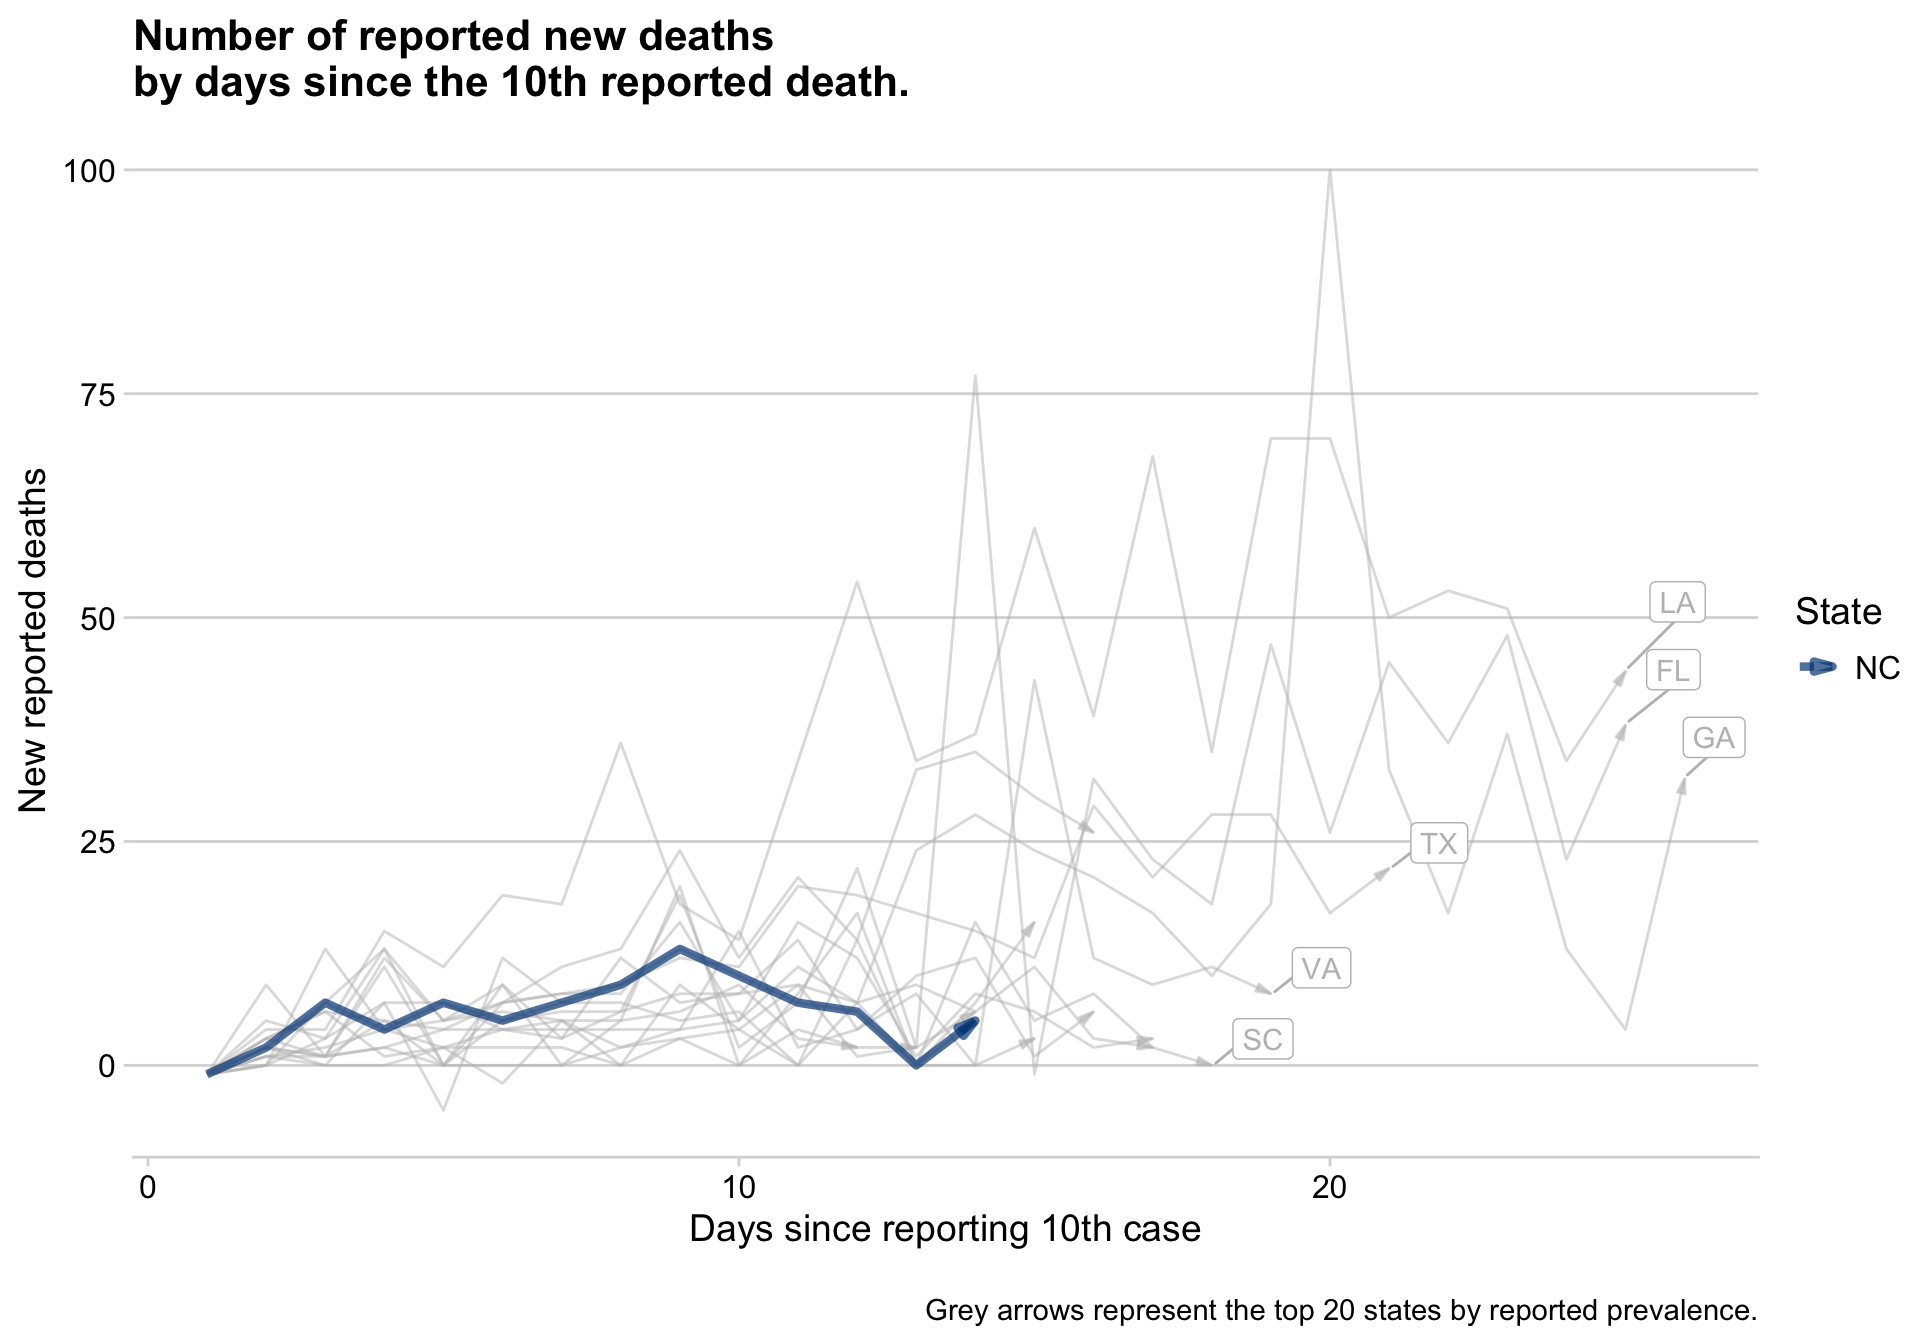 Number of reported new deaths
by days since the 10th reported death.
100
75
50
25
0
New reported deaths
LA
FL
GA
TX
VA
SC
State
NC
0
10
20
Days since reporting 10th case
Grey arrows represent the top 20 states by reported prevalence.